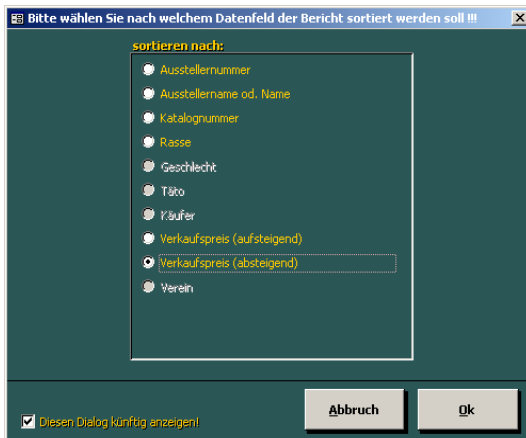 Bitte wählen Sie nach welchem Datenfeld der Bericht sortiert werden soll !!!
sortieren nach:
Ausstellernummer
Ausstellername od. Name
Katalognummer
Rasse
Geschlecht
Täto
Käufer
Verkaufspreis (aufsteigend)
Verkaufspreis (absteigend)
Verein
Abbruch
Ok
Diesen Dialog künftig anzeigen!